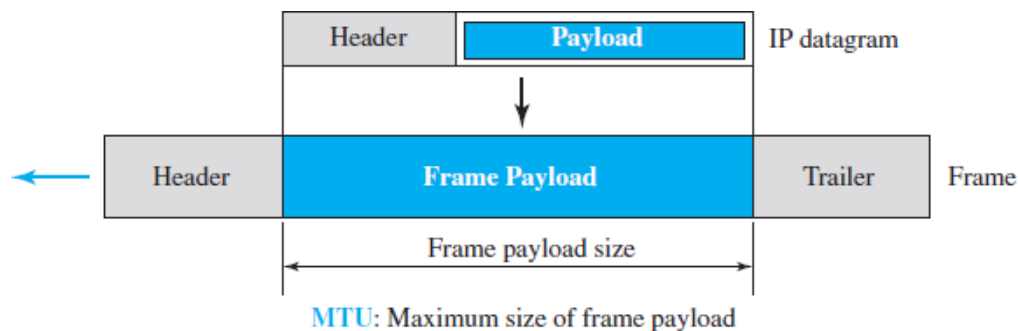 Header Payload IP datagram
Header Frame Payload Trailer Frame
Frame payload size
MTU: Maximum size of frame payload